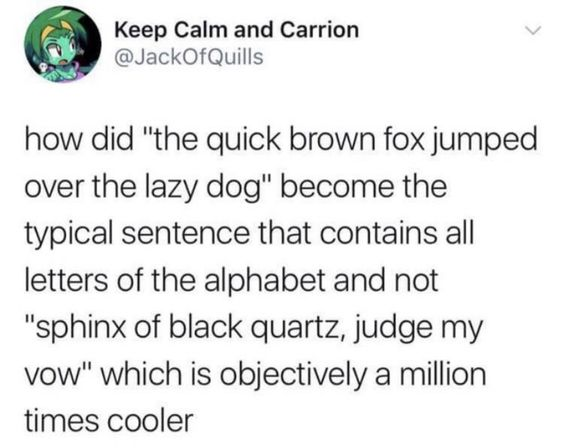 Keep Calm and Carrion
@JackOfQuills
how did "the quick brown fox jumped
over the lazy dog" become the
typical sentence that contains all
letters of the alphabet and not
"sphinx of black quartz, judge my
vow" which is objectively a million
times cooler